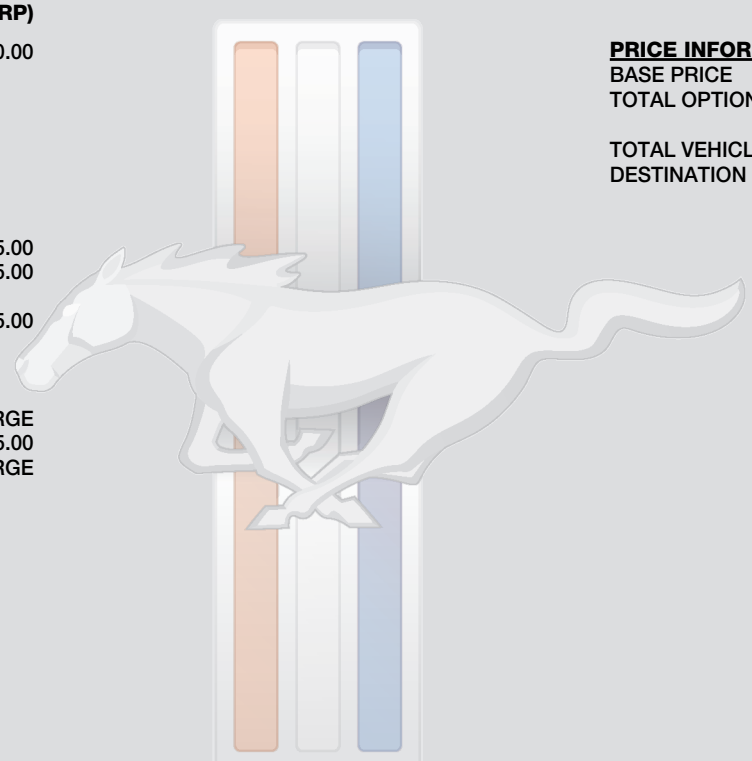 RP)
0.00
5.00
5.00
5.00
RGE
5.00
RGE
PRICE INFOR
BASE PRICE
TOTAL OPTION
TOTAL VEHICL
DESTINATION